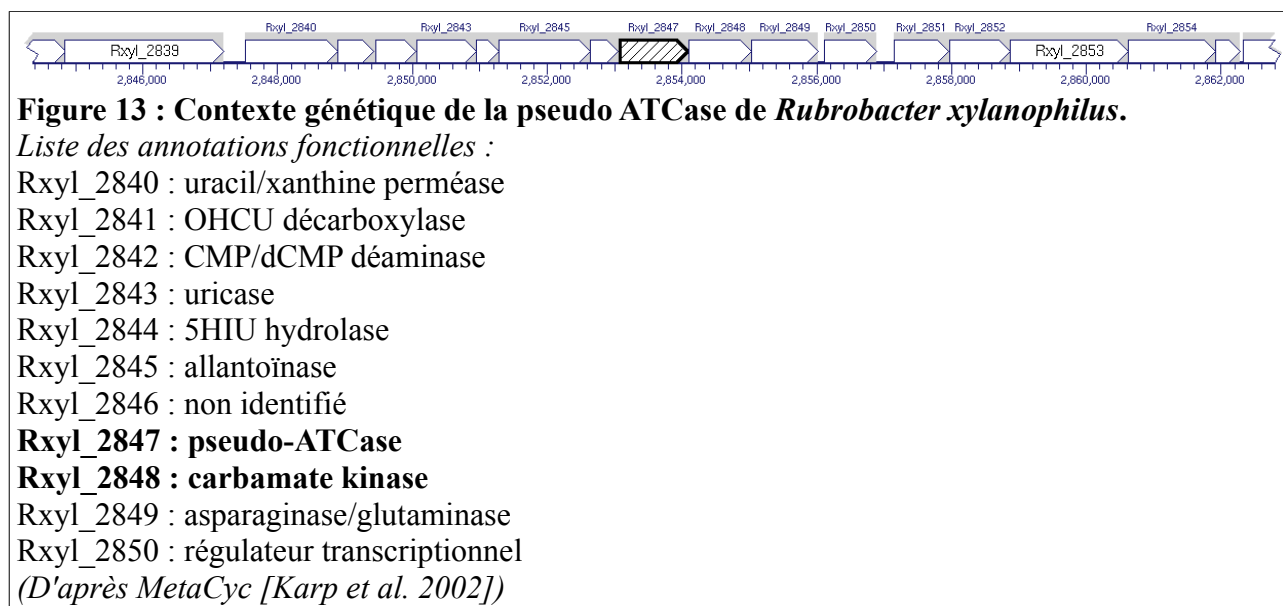 Rxyl_2840 Rxyl_2843 Rxyl_2845 Rxyl_2847 Rxyl_2848 Rxyl_2849 Rxyl_2850 Rxyl_2851 Rxyl_2852 Rxyl_2854
Rxyl_2839 Rxyl_2853
2,846,000 2,848,000 2,850,000 2,852,000 2,854,000 2,856,000 2,858,000 2,860,000 2,862,000
Figure 13 : Contexte génétique de la pseudo ATCase de Rubrobacter xylanophilus.
Liste des annotations fonctionnelles :
Rxyl_2840 : uracil/xanthine perméase
Rxyl_2841 : OHCU décarboxylase
Rxyl_2842 : CMP/dCMP déaminase
Rxyl_2843 : uricase
Rxyl_2844 : 5HIU hydrolase
Rxyl_2845 : allantoïnase
Rxyl_2846 : non identifié
Rxyl_2847 : pseudo-ATCase
Rxyl_2848 : carbamate kinase
Rxyl_2849 : asparaginase/glutaminase
Rxyl_2850 : régulateur transcriptionnel
(D'après MetaCyc [Karp et al. 2002])